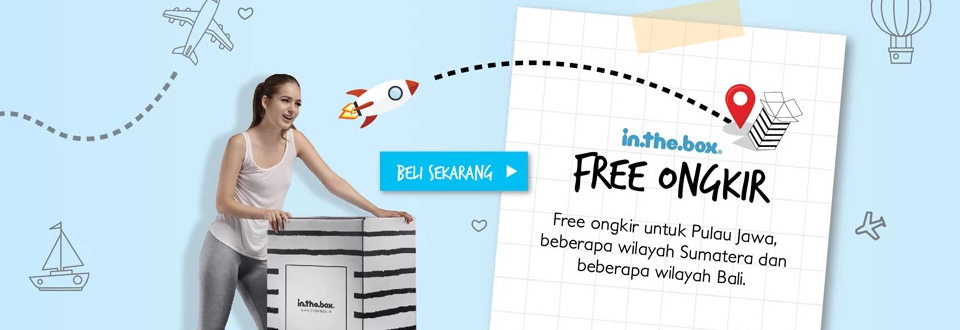 in.the.box.
FREE ONGKIR
Free ongkir untuk Pulau Jawa,
beberapa wilayah Sumatera dan
beberapa wilayah Bali.
BELI SEKARANG
in.the.box.